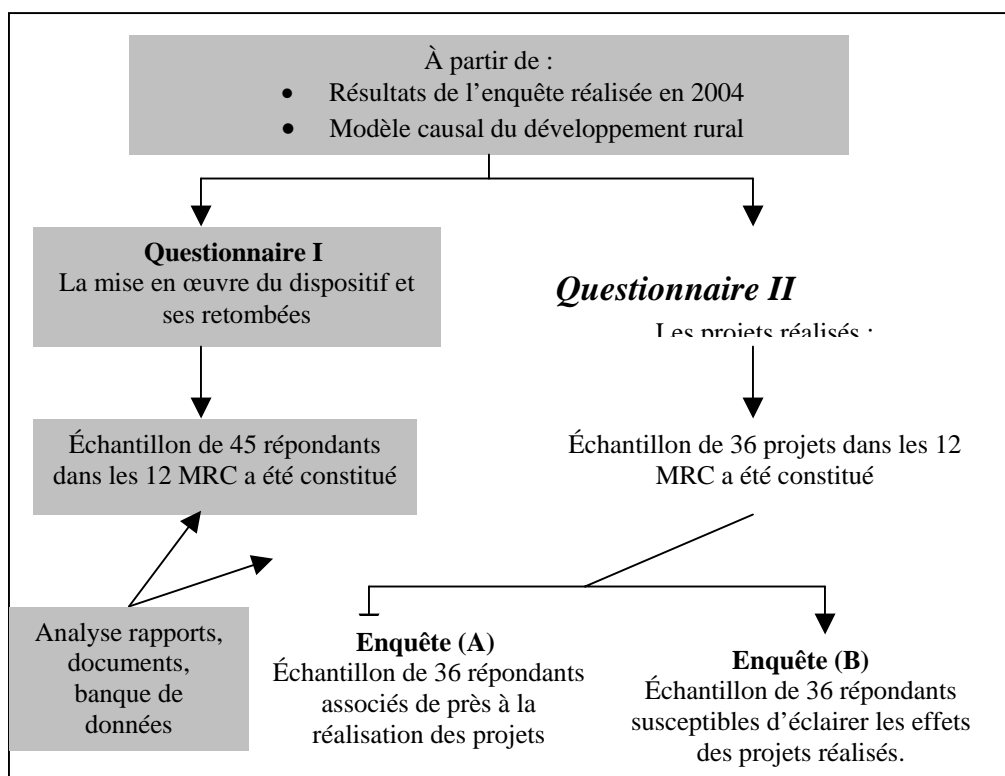 À partir de :
• Résultats de l'enquête réalisée en 2004
• Modèle causal du développement rural
Questionnaire I
La mise en œuvre du dispositif et
ses retombées
Questionnaire II
Les projets réalisés :
Échantillon de 45 répondants
dans les 12 MRC a été constitué
Échantillon de 36 projets dans les 12
MRC a été constitué
Analyse rapports,
documents,
banque de
données
Enquête (A)
Échantillon de 36 répondants
associés de près à la
réalisation des projets
Enquête (B)
Échantillon de 36 répondants
susceptibles d'éclairer les effets
des projets réalisés.